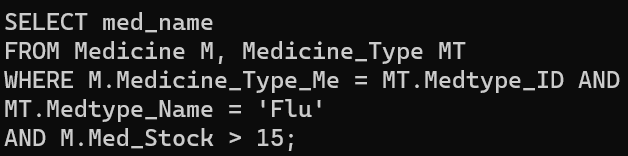 SELECT med_name
FROM Medicine M, Medicine_Type MT
WHERE M.Medicine_Type_Me = MT.Medtype_ID AND
MT.Medtype_Name = 'Flu'
AND M.Med_Stock > 15;